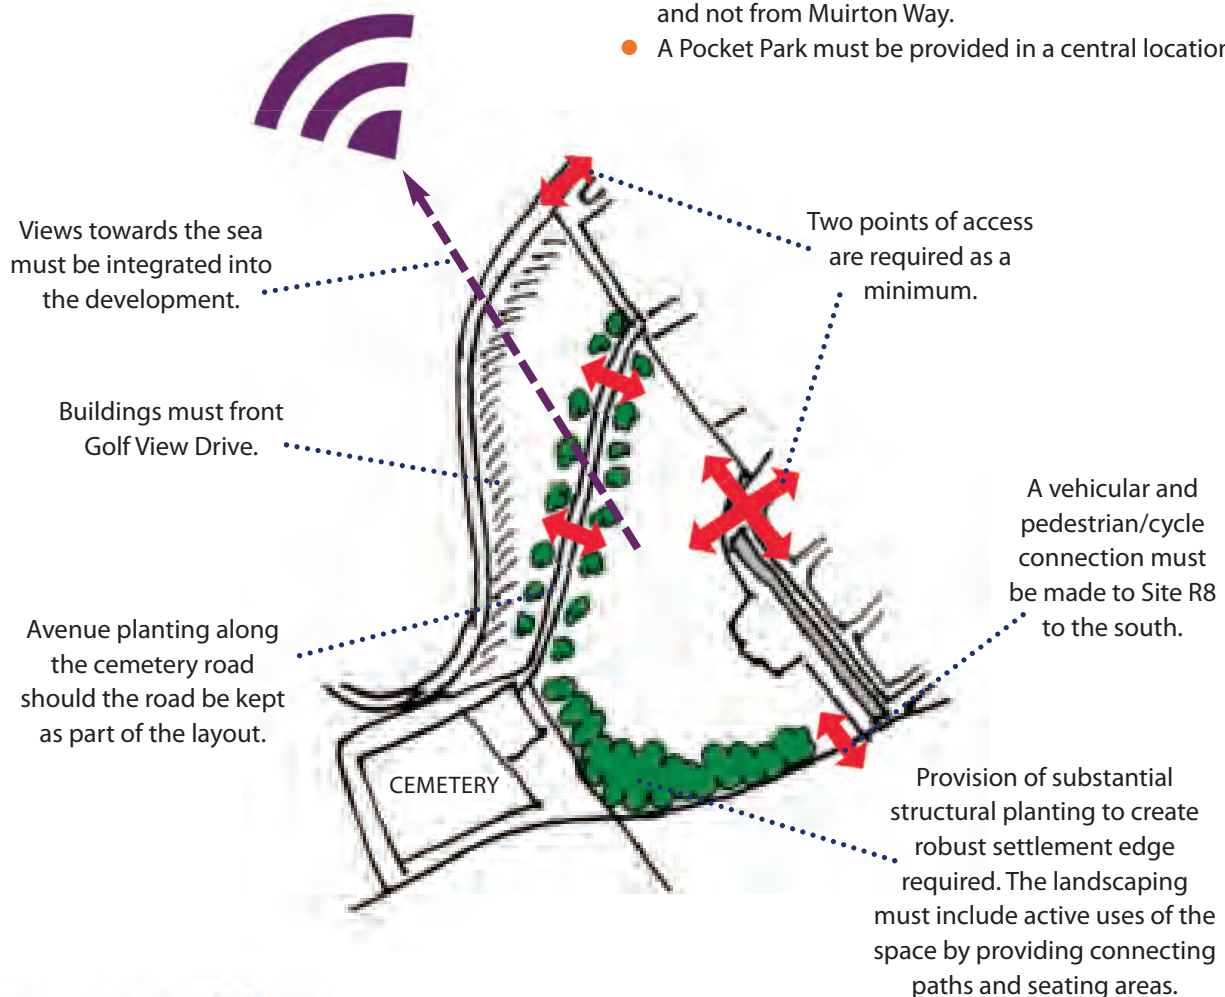 and not from Muirton Way.
A Pocket Park must be provided in a central location
Views towards the sea
must be integrated into
the development.
Two points of access
are required as a
minimum.
Buildings must front
Golf View Drive.
A vehicular and
pedestrian/cycle
connection must
be made to Site R8
to the south.
Avenue planting along
the cemetery road
should the road be kept
as part of the layout.
CEMETERY
Provision of substantial
structural planting to create
robust settlement edge
required. The landscaping
must include active uses of the
space by providing connecting
paths and seating areas.